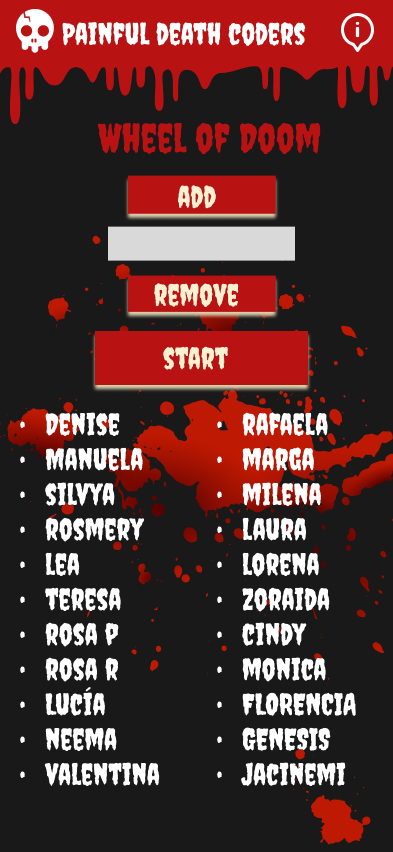 PAINFUL DEATH CODERS
i
WHEEL OF DOOM
ADD
REMOVE
START
• DENISE
• MANUELA
• SILVYA
• ROSMERY
• LEA
• TERESA
• ROSA P
• ROSA R
• LUCÍA
• NEEMA
• VALENTINA
• RAFAELA
• MARGA
• MILENA
• LAURA
• LORENA
• ZORAIDA
• CINDY
• MONICA
• FLORENCIA
• GENESIS
• JACINEMI